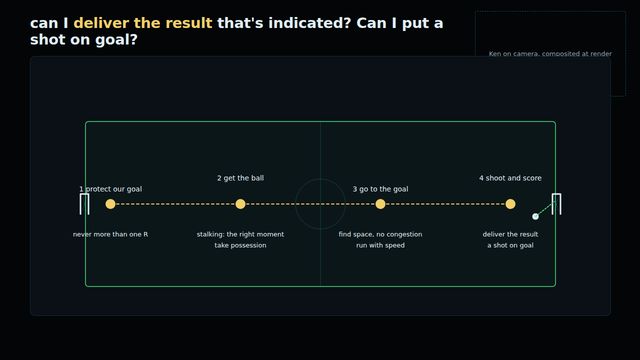 can I deliver the result that's indicated? Can I put a
shot on goal?
Ken on camera, composited at render
1 protect our goal
2 get the ball
3 go to the goal
4 shoot and score
never more than one R
stalking: the right moment
take possession
find space, no congestion
run with speed
deliver the result
a shot on goal